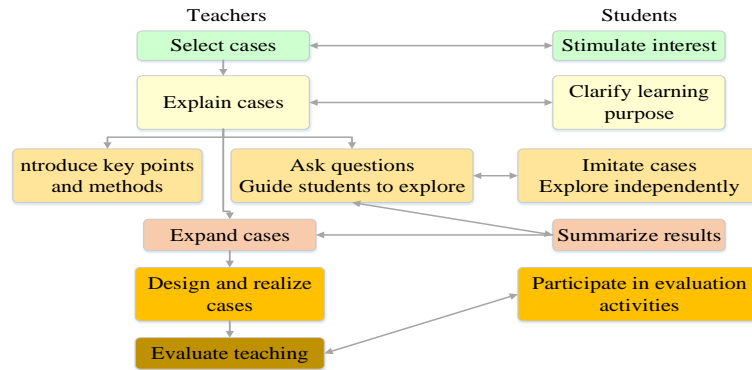 Teachers
Students
Select cases
Stimulate interest
Explain cases
Clarify learning
purpose
ntroduce key points
and methods
Ask questions
Guide students to explore
Imitate cases
Explore independently
Expand cases
Summarize results
Design and realize
cases
Participate in evaluation
activities
Evaluate teaching